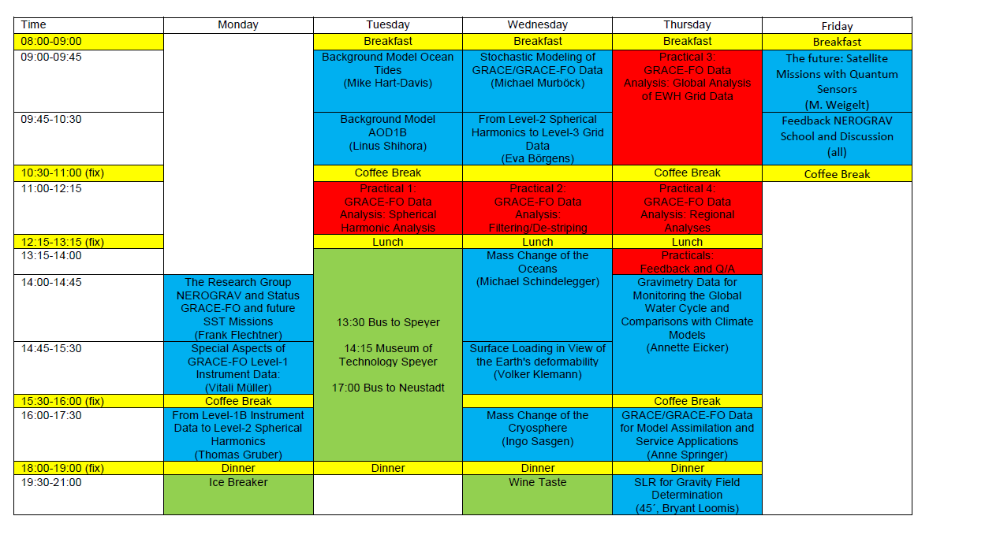 Time Monday Tuesday Wednesday Thursday Friday
08:00-09:00 Breakfast Breakfast Breakfast Breakfast
09:00-09:45
Background Model Ocean
Tides
(Mike Hart-Davis)
Stochastic Modeling of
GRACE/GRACE-FO Data
(Michael Murböck)
Practical 3:
GRACE-FO Data
Analysis: Global Analysis
of EWH Grid Data
The future: Satellite
Missions with Quantum
Sensors
(M. Weigelt)
09:45-10:30
Background Model
AOD1B
(Linus Shihora)
From Level-2 Spherical
Harmonics to Level-3 Grid
Data
(Eva Börgens)
Feedback NEROGRAV
School and Discussion
(all)
10:30-11:00 (fix) Coffee Break Coffee Break Coffee Break
11:00-12:15
Practical 1:
GRACE-FO Data
Analysis: Spherical
Harmonic Analysis
Practical 2:
GRACE-FO Data
Analysis:
Filtering/De-striping
Practical 4:
GRACE-FO Data
Analysis: Regional
Analyses
12:15-13:15 (fix) Lunch Lunch Lunch
13:15-14:00
13:30 Bus to Speyer
14:15 Museum of
Technology Speyer
17:00 Bus to Neustadt
Mass Change of the
Oceans
(Michael Schindelegger)
Practicals:
Feedback and Q/A
14:00-14:45
The Research Group
NEROGRAV and Status
GRACE-FO and future
SST Missions
(Frank Flechtner)
Gravimetry Data for
Monitoring the Global
Water Cycle and
Comparisons with Climate
Models
(Annette Eicker)
14:45-15:30
Special Aspects of
GRACE-FO Level-1
Instrument Data:
(Vitali Müller)
Surface Loading in View of
the Earth's deformability
(Volker Klemann)
15:30-16:00 (fix) Coffee Break Coffee Break
16:00-17:30
From Level-1B Instrument
Data to Level-2 Spherical
Harmonics
(Thomas Gruber)
Mass Change of the
Cryosphere
(Ingo Sasgen)
GRACE/GRACE-FO Data
for Model Assimilation and
Service Applications
(Anne Springer)
18:00-19:00 (fix) Dinner Dinner Dinner Dinner
19:30-21:00
Ice Breaker
Wine Taste
SLR for Gravity Field
Determination
(45´, Bryant Loomis)